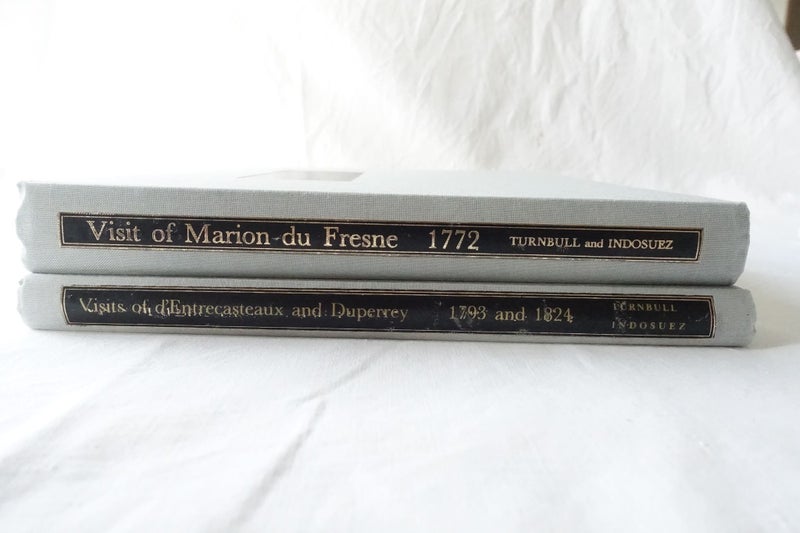 Visit of Marion du Fresne 1772 TURNBULL and INDOSUEZ
Visits of d'Entrecasteaux and Duperrey 1793 and 1824 TURNBULL
INDOSUEZ